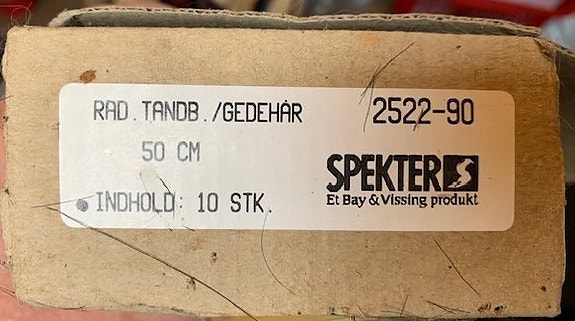 RAD.TANDB./GEDEHÅR 2522-90
50 CM
SPEKTER
Et Bay & Vissing produkt
INDHOLD: 10 STK.